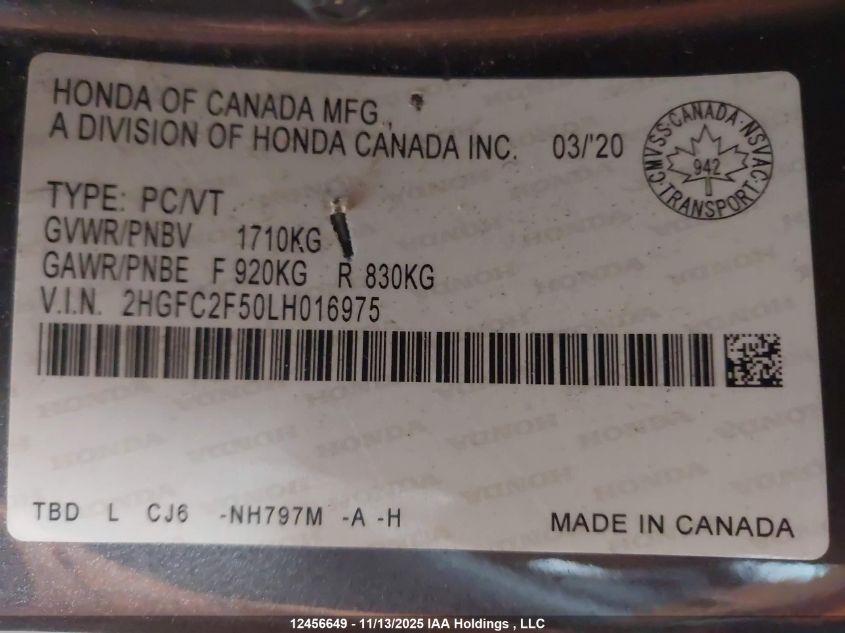 HONDA OF CANADA MFG.,
A DIVISION OF HONDA CANADA INC. 03/'20
CMVSS·CANADA·NSVAC·TRANSPORT·
942
TYPE: PC/VT
GVWR/PNBV 1710KG
GAWR/PNBE F 920KG R 830KG
V.I.N. 2HGFC2F50LH016975
TBD L CJ6 -NH797M -A -H
MADE IN CANADA
12456649 - 11/13/2025 IAA Holdings , LLC